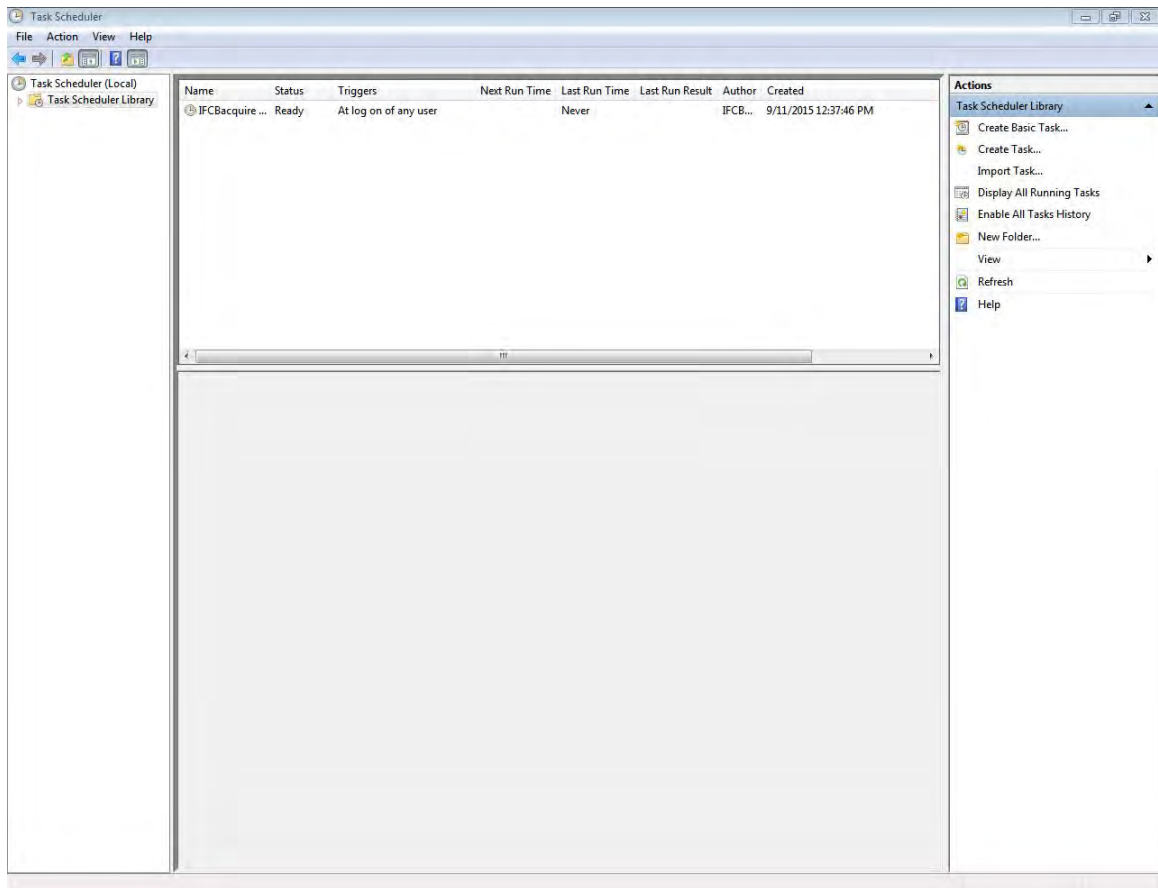 Task Scheduler
File Action View Help
Task Scheduler (Local)
Task Scheduler Library
Name Status Triggers Next Run Time Last Run Time Last Run Result Author Created
IFCBacquire ... Ready At log on of any user Never IFCB... 9/11/2015 12:37:46 PM
Actions
Task Scheduler Library
Create Basic Task...
Create Task...
Import Task...
Display All Running Tasks
Enable All Tasks History
New Folder...
View
Refresh
Help